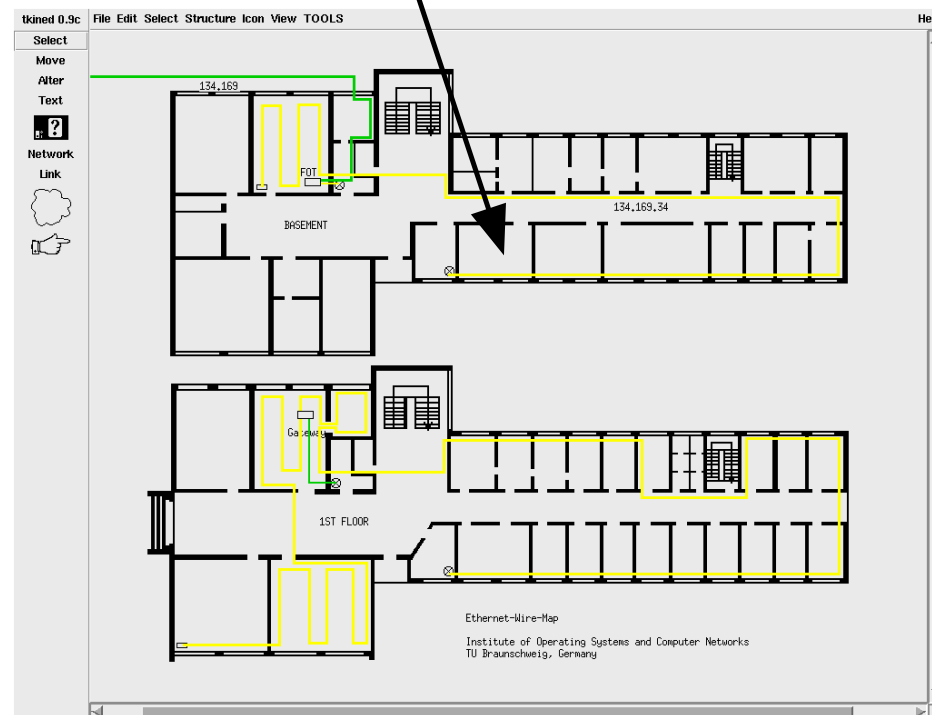 tkined 0.9c File Edit Select Structure Icon View TOOLS He
Select
Move
Alter
Text
?
Network
Link
134.169
FOT
134.169.34
BASEMENT
Gateway
1ST FLOOR
Ethernet-Wire-Map
Institute of Operating Systems and Computer Networks
TU Braunschweig, Germany